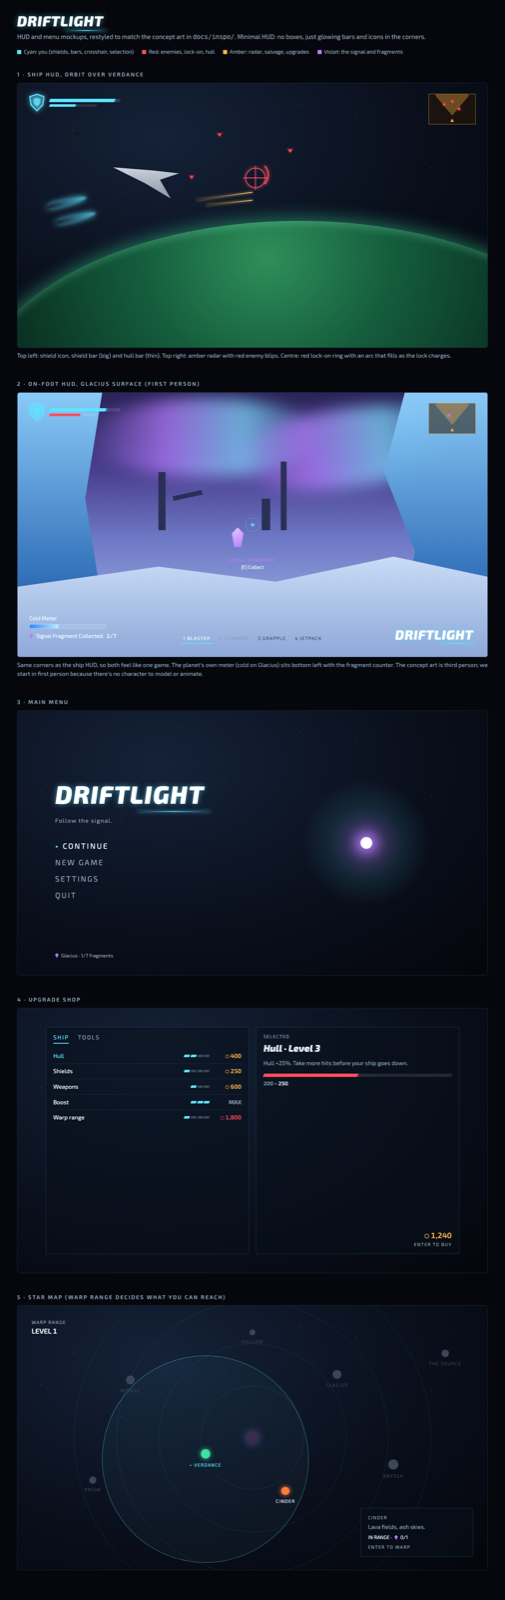 DRIFTLIGHT
HUD and menu mockups, restyled to match the concept art in docs/inspo/. Minimal HUD: no boxes, just glowing bars and icons in the corners.
Cyan: you (shields, bars, crosshair, selection) Red: enemies, lock-on, hull Amber: radar, salvage, upgrades Violet: the signal and fragments
1 · SHIP HUD, ORBIT OVER VERDANCE
Top left: shield icon, shield bar (big) and hull bar (thin). Top right: amber radar with red enemy blips. Centre: red lock-on ring with an arc that fills as the lock charges.
2 · ON-FOOT HUD, GLACIUS SURFACE (FIRST PERSON)
[E] Collect
Cold Meter
Signal Fragment Collected: 1/7
1 BLASTER 3 GRAPPLE 4 JETPACK
DRIFTLIGHT
Same corners as the ship HUD, so both feel like one game. The planet's own meter (cold on Glacius) sits bottom left with the fragment counter. The concept art is third person; we
start in first person because there's no character to model or animate.
3 · MAIN MENU
DRIFTLIGHT
Follow the signal.
CONTINUE
NEW GAME
SETTINGS
QUIT
Glacius · 1/7 fragments
4 · UPGRADE SHOP
SHIP TOOLS
Hull 400
Shields 250
Weapons 600
Boost MAX
Warp range 1,800
SELECTED
Hull · Level 3
Hull +25%. Take more hits before your ship goes down.
200 → 250
1,240
ENTER TO BUY
5 · STAR MAP (WARP RANGE DECIDES WHAT YOU CAN REACH)
WARP RANGE
LEVEL 1
HOLLOW
THE SOURCE
GLACIUS
VERDANCE
ABYSSA
PRISM
CINDER
CINDER
Lava fields, ash skies.
IN RANGE · 0/1
ENTER TO WARP